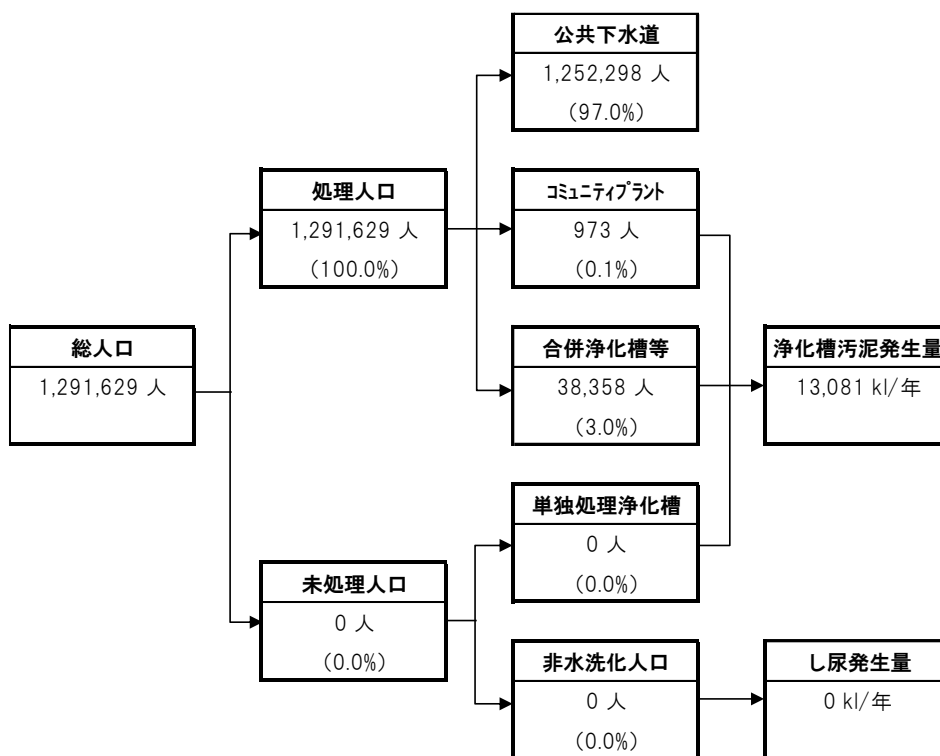 公共下水道
1,252,298 人
(97.0%)
処理人口
1,291,629 人
(100.0%)
ｺﾐｭﾆﾃｨﾌﾟﾗﾝﾄ
973 人
(0.1%)
総人口
1,291,629 人
合併浄化槽等
38,358 人
(3.0%)
浄化槽汚泥発生量
13,081 kl/年
単独処理浄化槽
0 人
(0.0%)
未処理人口
0 人
(0.0%)
非水洗化人口
0 人
(0.0%)
し尿発生量
0 kl/年